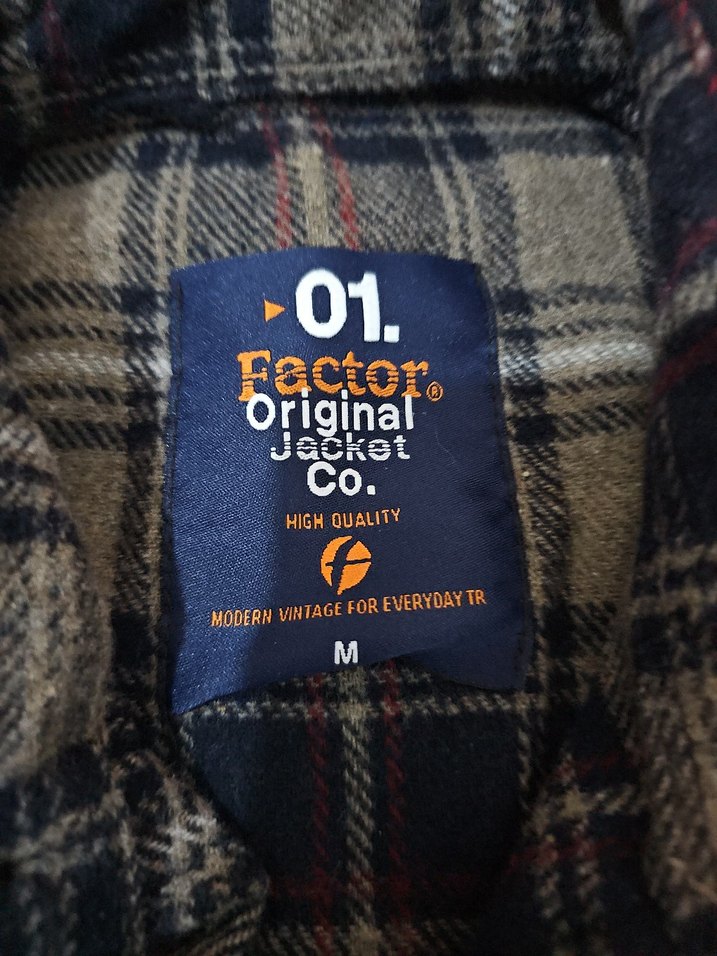 01.
Factor®
Original
Jacket
Co.
HIGH QUALITY
f
MODERN VINTAGE FOR EVERYDAY TR
M